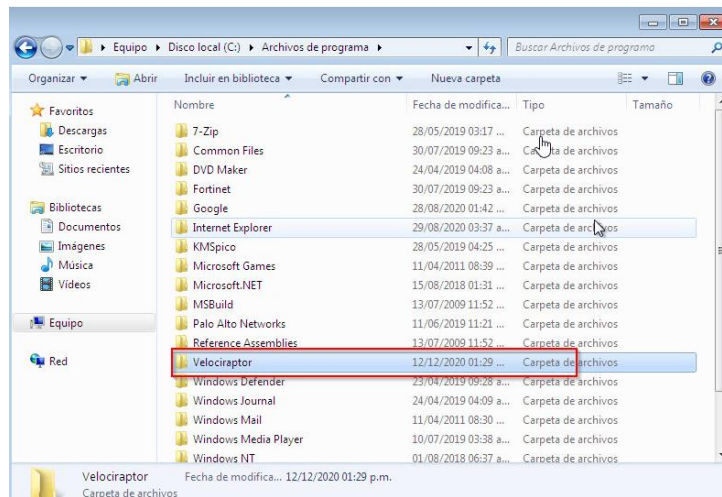 Equipo Disco local (C:) Archivos de programa Buscar Archivos de programa
Organizar Abrir Incluir en biblioteca Compartir con Nueva carpeta
Favoritos
Descargas
Escritorio
Sitios recientes
Bibliotecas
Documentos
Imágenes
Música
Vídeos
Equipo
Red
Nombre Fecha de modifica... Tipo Tamaño
7-Zip 28/05/2019 03:17 ... Carpeta de archivos
Common Files 30/07/2019 09:23 a... Carpeta de archivos
DVD Maker 24/04/2019 04:08 a... Carpeta de archivos
Fortinet 30/07/2019 09:23 a... Carpeta de archivos
Google 28/08/2020 01:42 ... Carpeta de archivos
Internet Explorer 29/08/2020 03:37 a... Carpeta de archivos
KMSpico 28/05/2019 04:25 ... Carpeta de archivos
Microsoft Games 11/04/2011 08:39 ... Carpeta de archivos
Microsoft.NET 15/08/2018 01:31 ... Carpeta de archivos
MSBuild 13/07/2009 11:52 ... Carpeta de archivos
Palo Alto Networks 11/06/2019 11:21 ... Carpeta de archivos
Reference Assemblies 13/07/2009 11:52 ... Carpeta de archivos
Velociraptor 12/12/2020 01:29 ... Carpeta de archivos
Windows Defender 23/04/2019 09:28 a... Carpeta de archivos
Windows Journal 24/04/2019 04:09 a... Carpeta de archivos
Windows Mail 11/04/2011 08:30 ... Carpeta de archivos
Windows Media Player 10/07/2019 03:38 a... Carpeta de archivos
Windows NT 01/08/2018 06:37 a... Carpeta de archivos
Velociraptor Fecha de modifica... 12/12/2020 01:29 p.m.
Carpeta de archivos